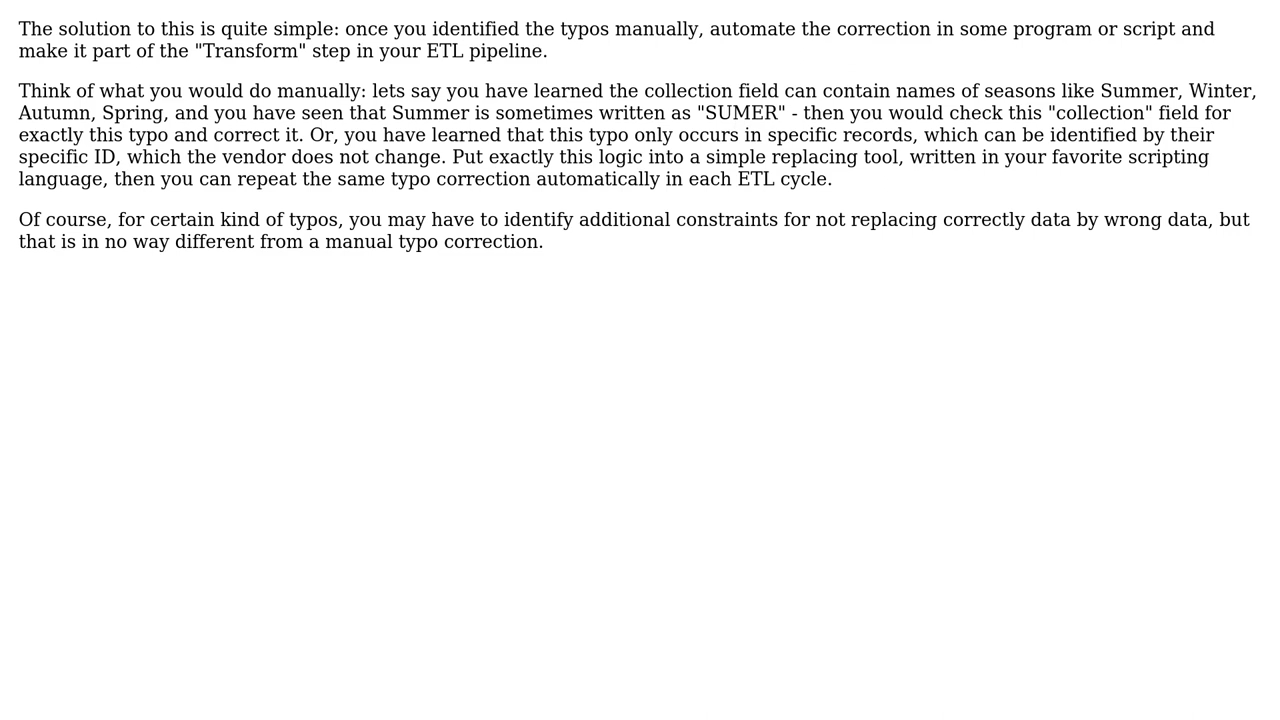 The solution to this is quite simple: once you identified the typos manually, automate the correction in some program or script and
make it part of the "Transform" step in your ETL pipeline.
Think of what you would do manually: lets say you have learned the collection field can contain names of seasons like Summer, Winter,
Autumn, Spring, and you have seen that Summer is sometimes written as "SUMER" - then you would check this "collection" field for
exactly this typo and correct it. Or, you have learned that this typo only occurs in specific records, which can be identified by their
specific ID, which the vendor does not change. Put exactly this logic into a simple replacing tool, written in your favorite scripting
language, then you can repeat the same typo correction automatically in each ETL cycle.
Of course, for certain kind of typos, you may have to identify additional constraints for not replacing correctly data by wrong data, but
that is in no way different from a manual typo correction.